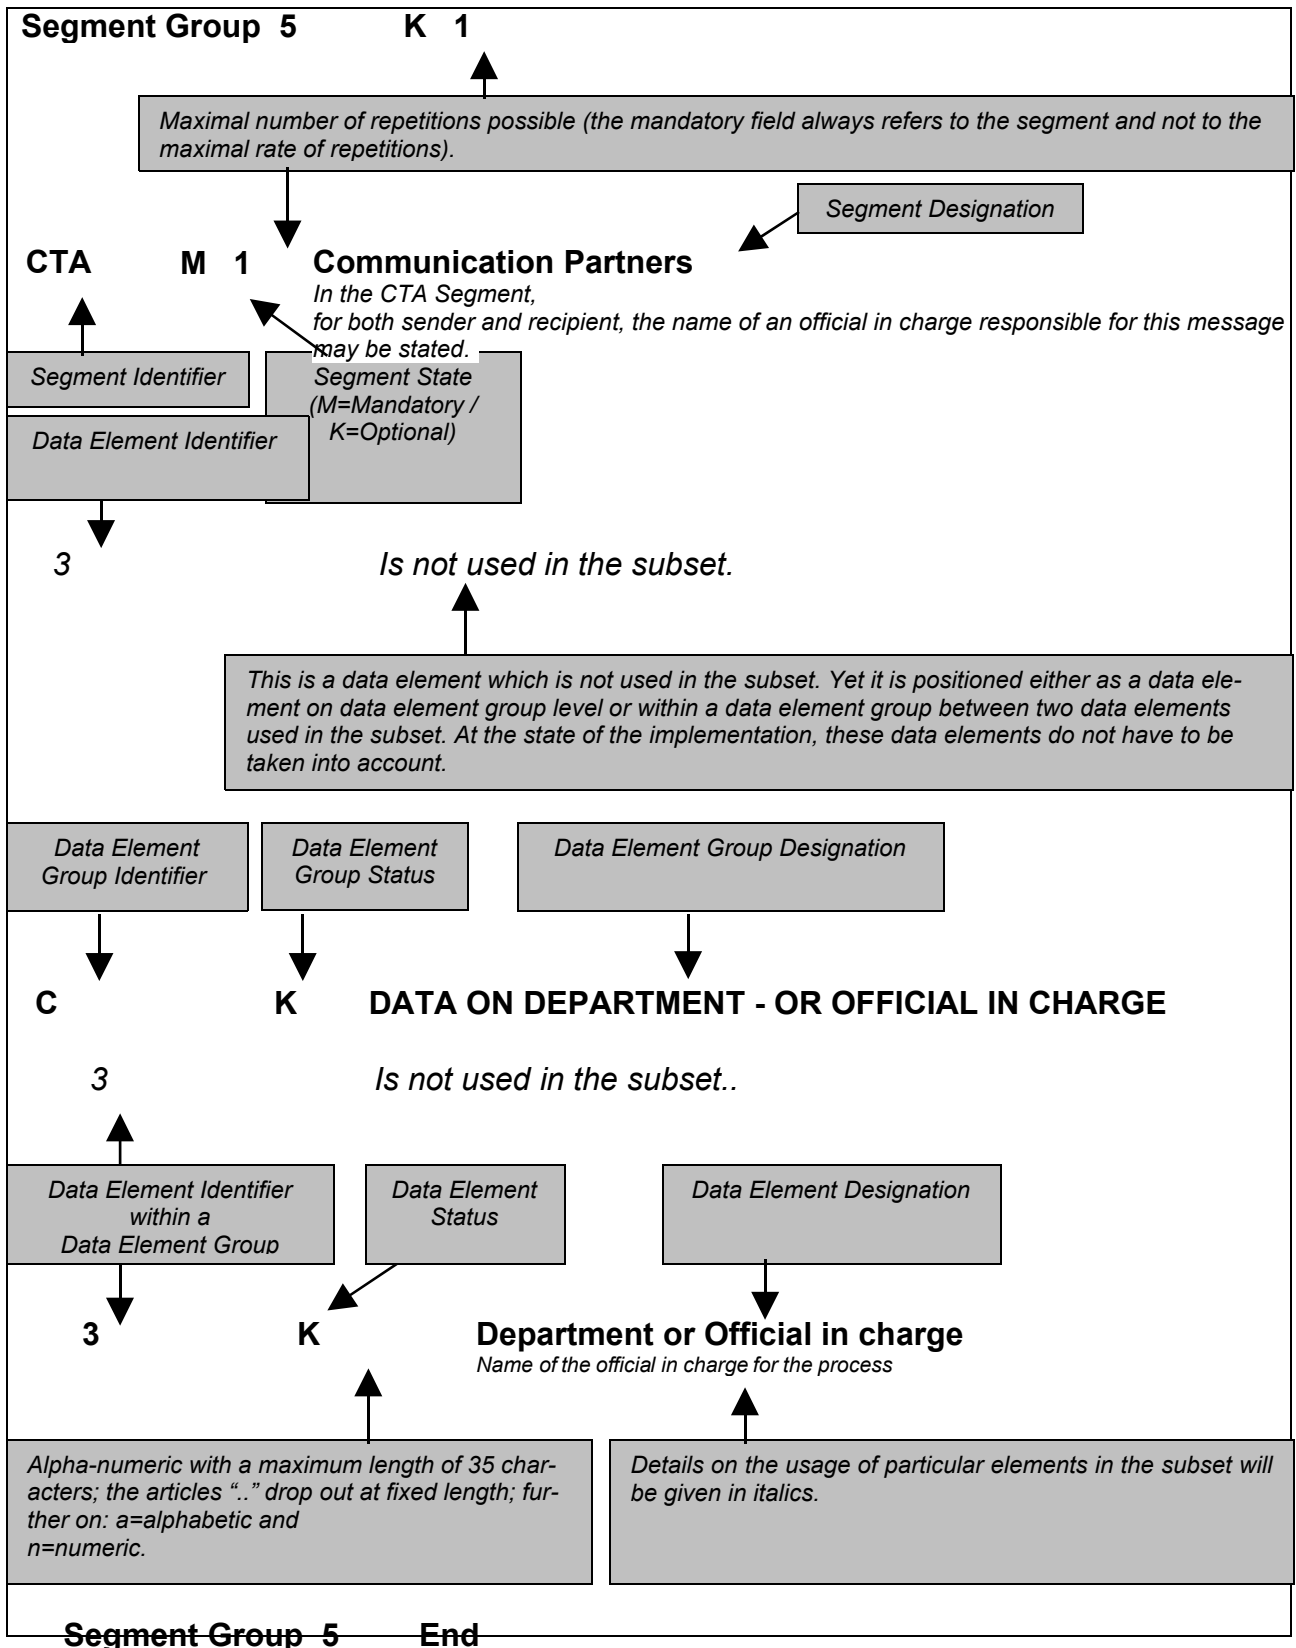 Segment Group 5 K 1
Maximal number of repetitions possible (the mandatory field always refers to the segment and not to the
maximal rate of repetitions).
Segment Designation
CTA M 1 Communication Partners
In the CTA Segment,
for both sender and recipient, the name of an official in charge responsible for this message
may be stated.
Segment Identifier
Segment State
(M=Mandatory /
K=Optional)
Data Element Identifier
3 Is not used in the subset.
This is a data element which is not used in the subset. Yet it is positioned either as a data ele-
ment on data element group level or within a data element group between two data elements
used in the subset. At the state of the implementation, these data elements do not have to be
taken into account.
Data Element
Group Identifier
Data Element
Group Status
Data Element Group Designation
C K DATA ON DEPARTMENT - OR OFFICIAL IN CHARGE
3 Is not used in the subset..
Data Element Identifier
within a
Data Element Group
Data Element
Status
Data Element Designation
3 K Department or Official in charge
Name of the official in charge for the process
Alpha-numeric with a maximum length of 35 char-
acters; the articles “..” drop out at fixed length; fur-
ther on: a=alphabetic and
n=numeric.
Details on the usage of particular elements in the subset will
be given in italics.
Segment Group 5 End